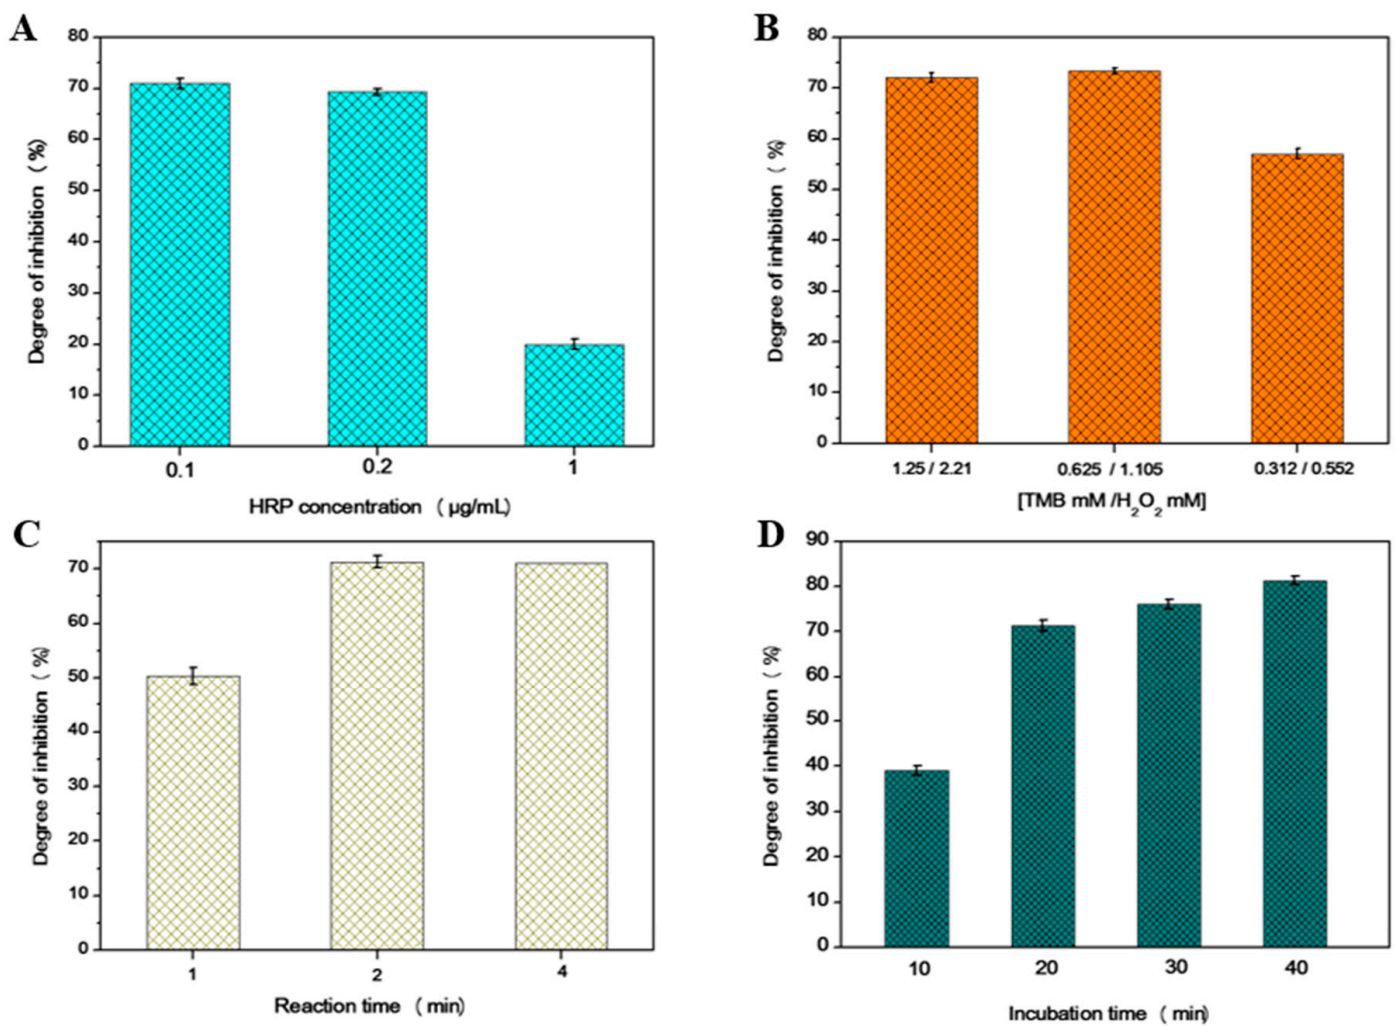 A
80
70
60
50
40
30
20
10
0
Degree of inhibition ( %)
0.1 0.2 1
HRP concentration ( µg/mL)
B
80
70
60
50
40
30
20
10
0
Degree of inhibition ( %)
1.25 / 2.21 0.625 / 1.105 0.312 / 0.552
[TMB mM /H₂O₂ mM]
C
70
60
50
40
30
20
10
0
Degree of inhibition ( %)
1 2 4
Reaction time ( min)
D
90
80
70
60
50
40
30
20
10
0
Degree of inhibition ( %)
10 20 30 40
Incubation time ( min)